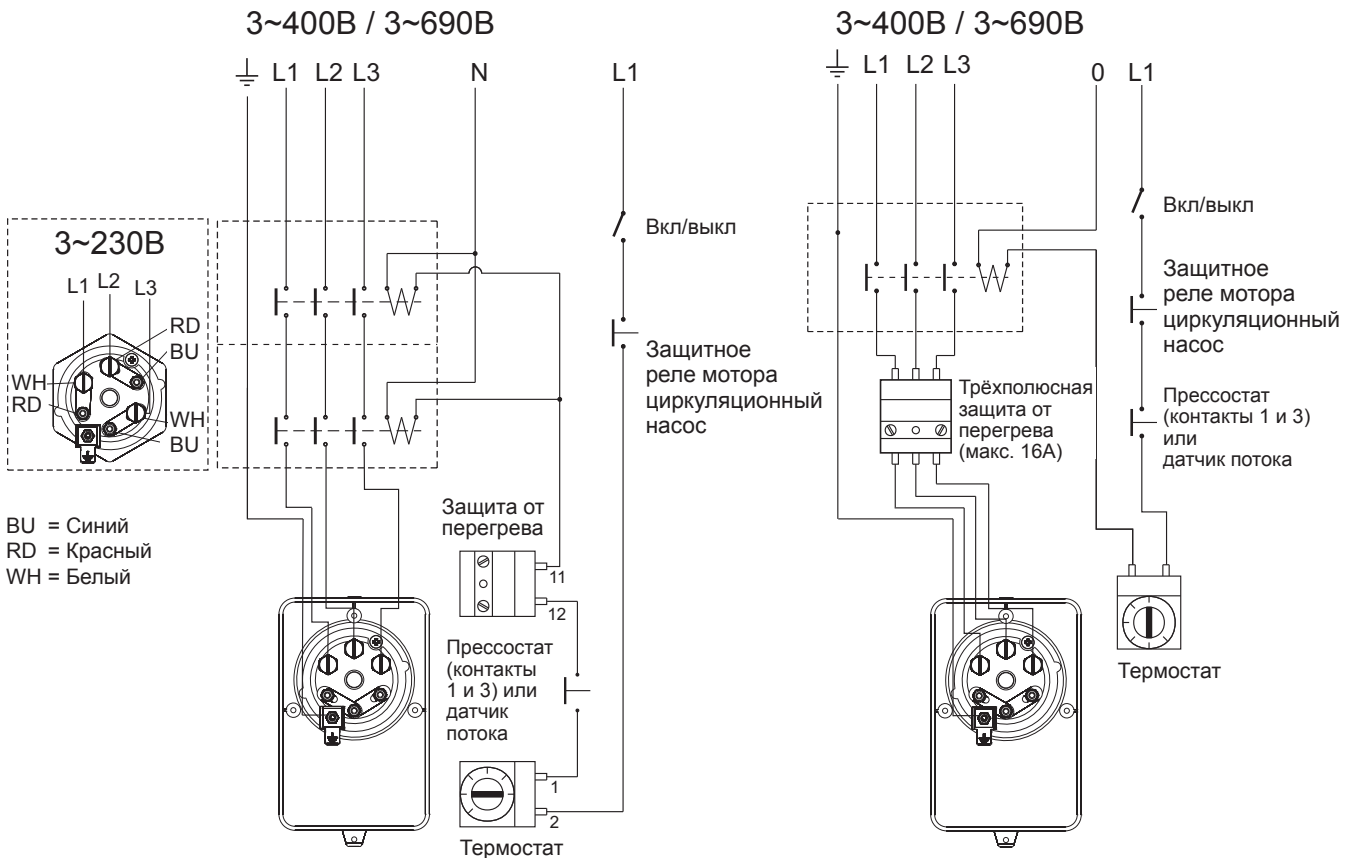 3~400В / 3~690В
L1 L2 L3 N L1
Вкл/выкл
Защитное
реле мотора
циркуляционный
насос
3~230В
L1 L2 L3
RD
BU
WH
RD
WH
BU
BU = Синий
RD = Красный
WH = Белый
Защита от
перегрева
11
12
Прессостат
(контакты
1 и 3) или
датчик
потока
1
2
Термостат
3~400В / 3~690В
L1 L2 L3 0 L1
Вкл/выкл
Защитное
реле мотора
циркуляционный
насос
Трёхполюсная
защита от
перегрева
(макс. 16А)
Прессостат
(контакты 1 и 3)
или
датчик потока
Термостат